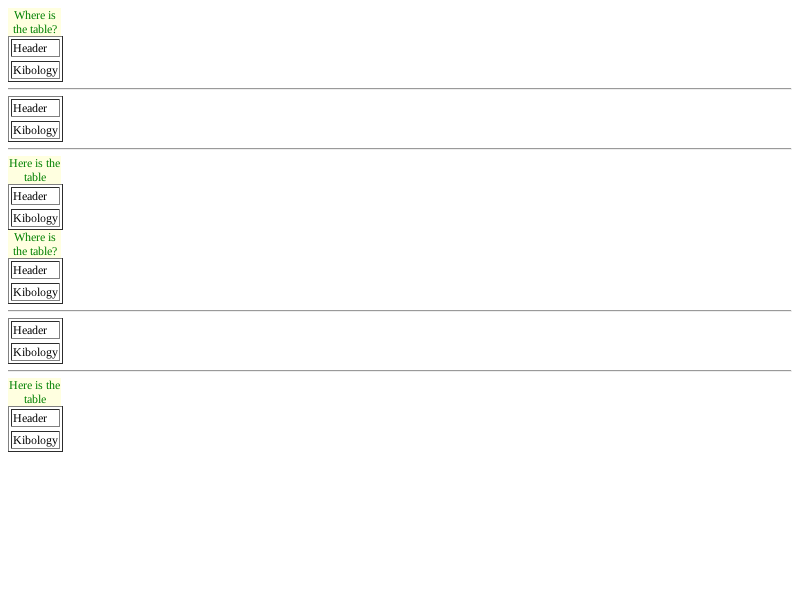 Where is
the table?
Header
Kibology
Header
Kibology
Here is the
table
Header
Kibology
Where is
the table?
Header
Kibology
Header
Kibology
Here is the
table
Header
Kibology